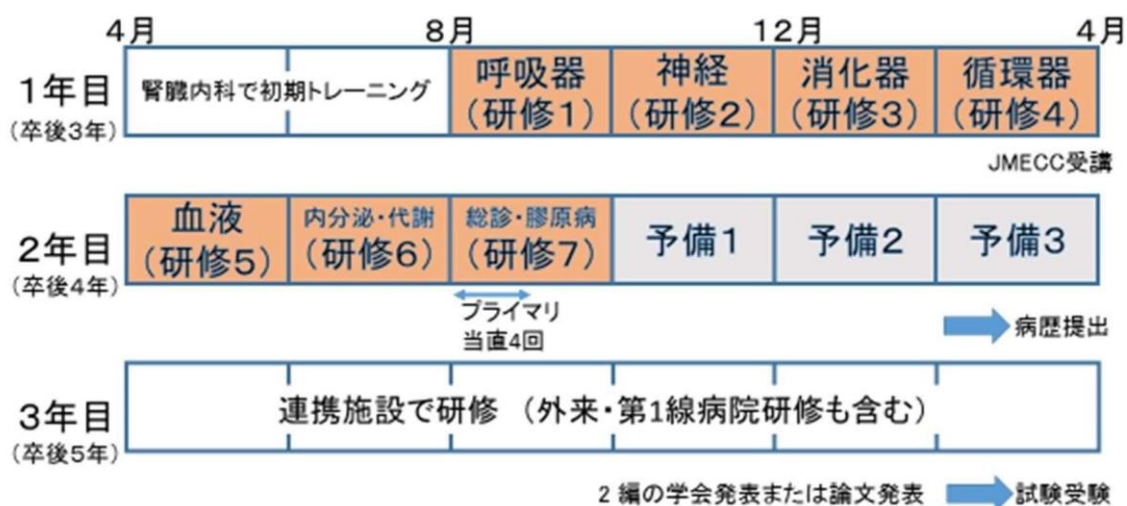 4月 8月 12月 4月
1年目
(卒後3年)
腎臓内科で初期トレーニング
呼吸器
(研修1)
神経
(研修2)
消化器
(研修3)
循環器
(研修4)
JMECC受講
2年目
(卒後4年)
血液
(研修5)
内分泌・代謝
(研修6)
総診・膠原病
(研修7)
予備1
予備2
予備3
プライマリ
当直4回
病歴提出
3年目
(卒後5年)
連携施設で研修 (外来・第1線病院研修も含む)
2 編の学会発表または論文発表
試験受験